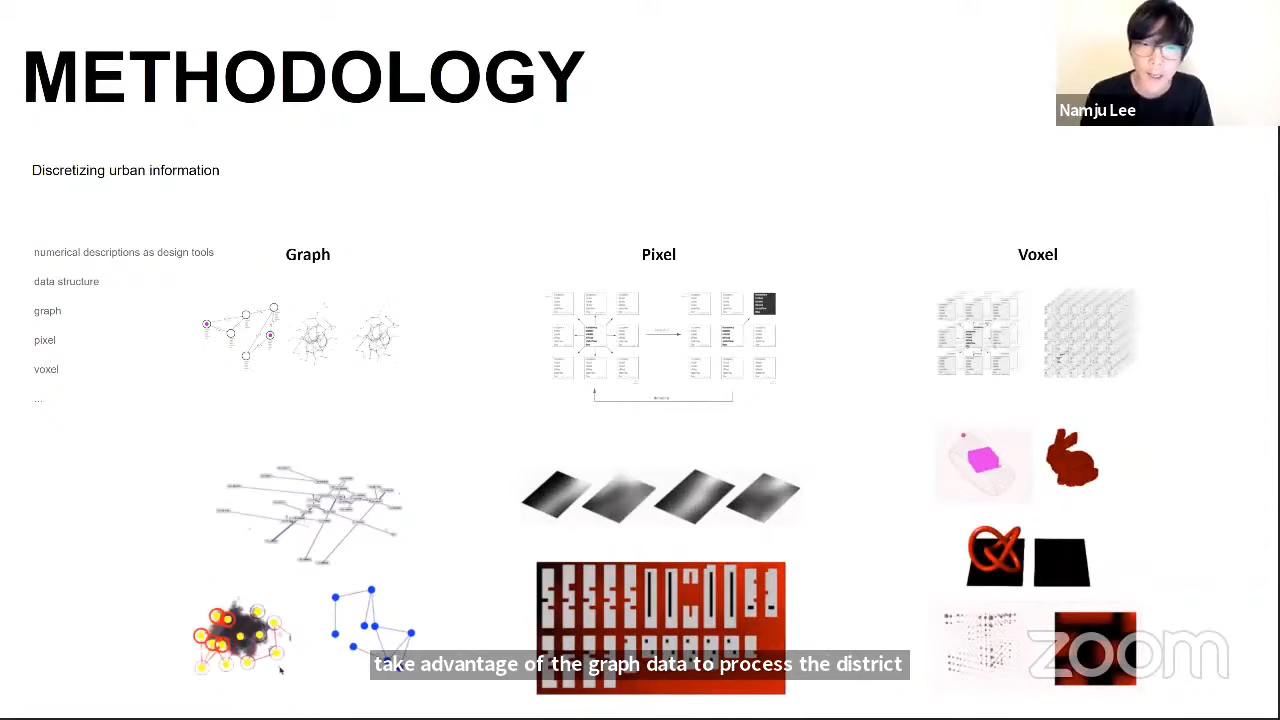 METHODOLOGY
Namju Lee
Discretizing urban information
numerical descriptions as design tools
data structure
graph
pixel
voxel
...
Graph
Pixel
Voxel
take advantage of the graph data to process the district
zoom